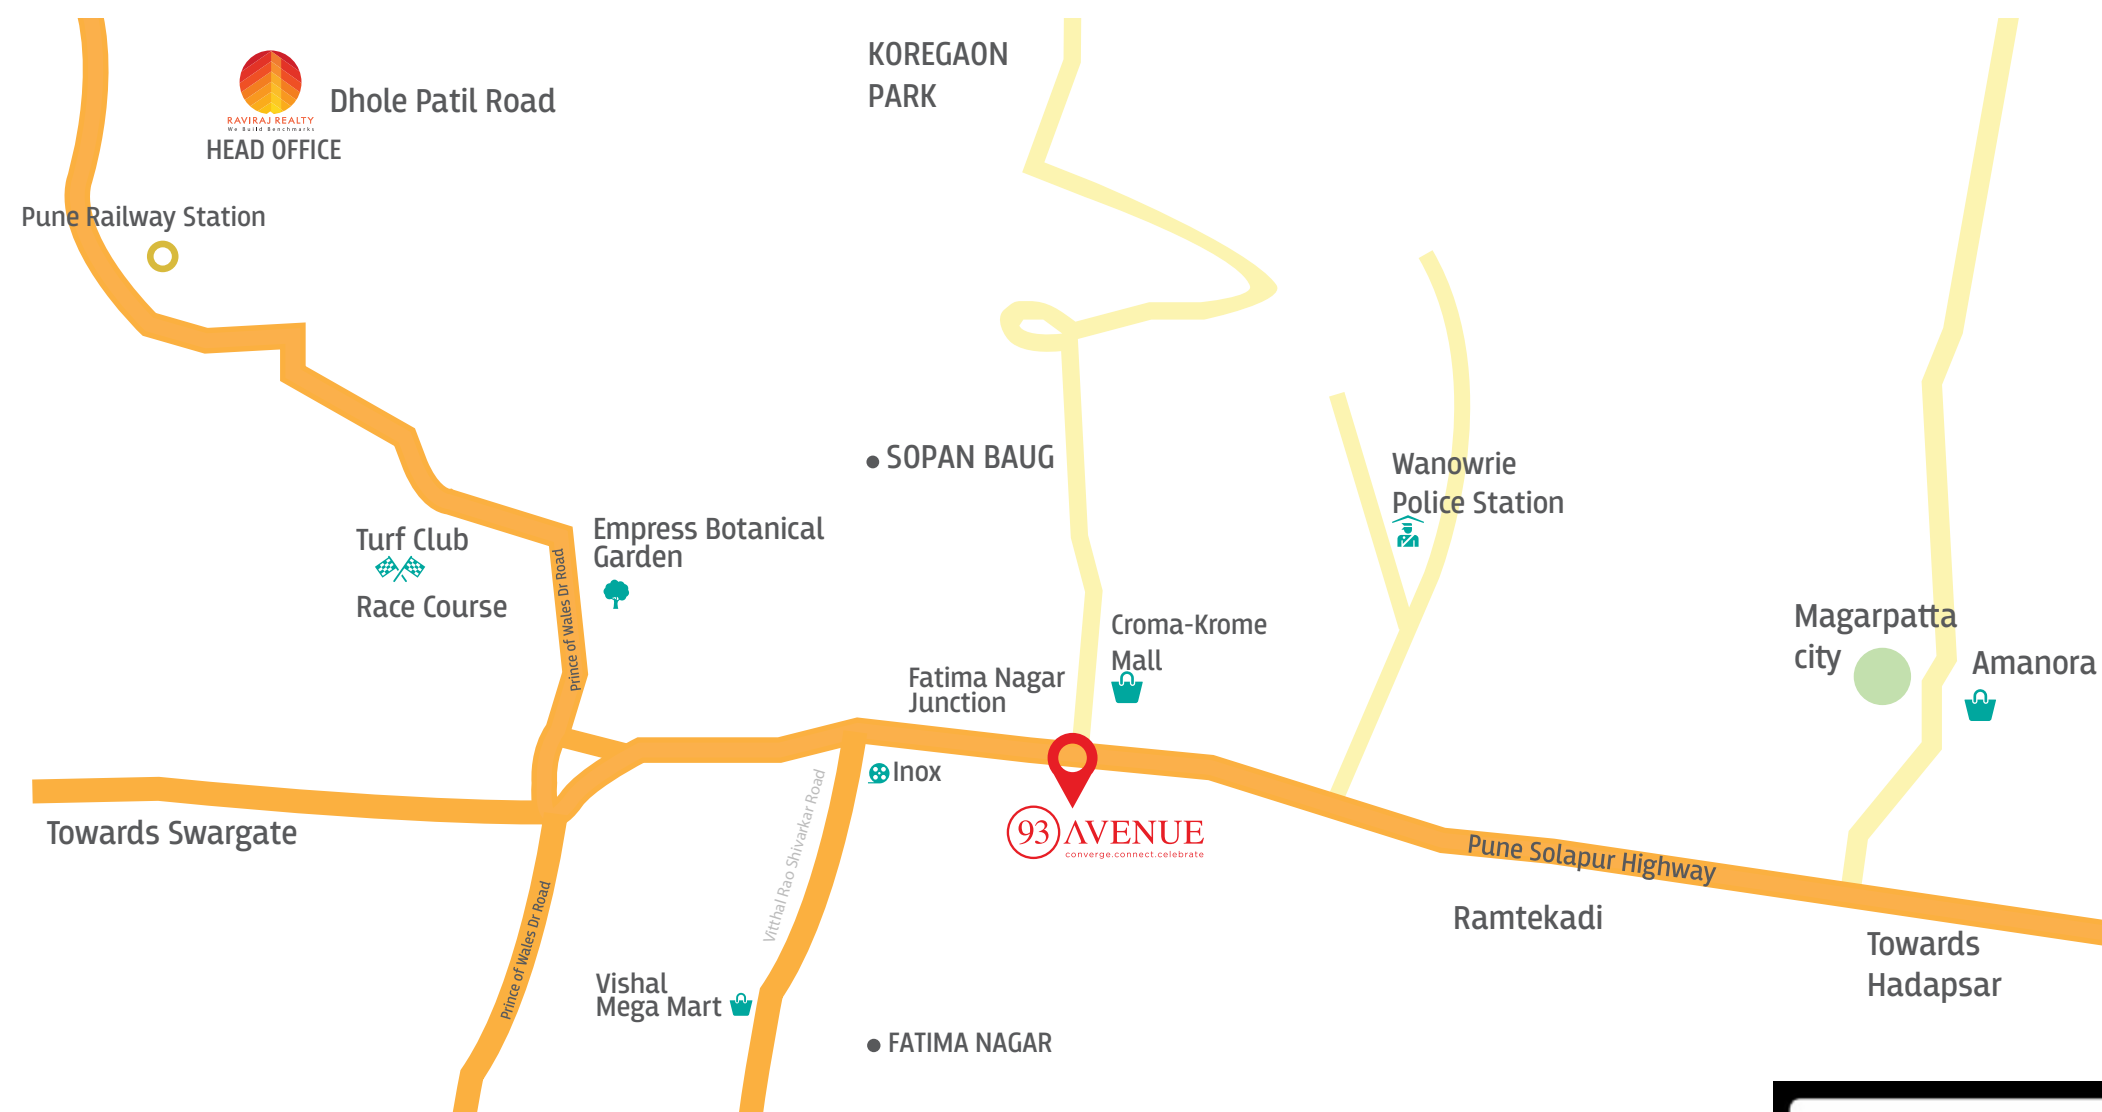 KOREGAON
PARK
Dhole Patil Road
RAVIRAJ REALTY
We Build Benchmarks
HEAD OFFICE
Pune Railway Station
SOPAN BAUG
Wanowrie
Police Station
Turf Club
Race Course
Empress Botanical
Garden
Prince of Wales Dr Road
Croma-Krome
Mall
Magarpatta
city
Amanora
Fatima Nagar
Junction
Inox
Towards Swargate
Vitthal Rao Shivarkar Road
93 AVENUE
converge.connect.celebrate
Pune Solapur Highway
Ramtekadi
Towards
Hadapsar
Prince of Wales Dr Road
Vishal
Mega Mart
FATIMA NAGAR